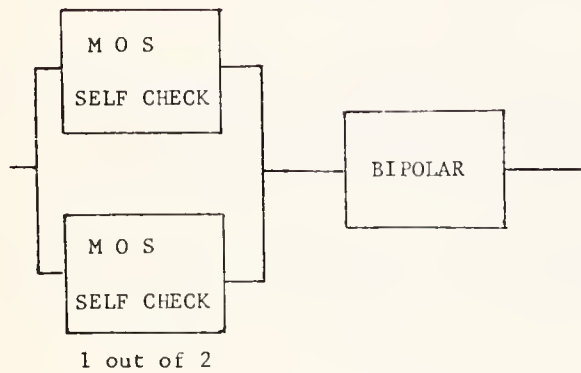 M O S
SELF CHECK
BIPOLAR
M O S
SELF CHECK
1 out of 2